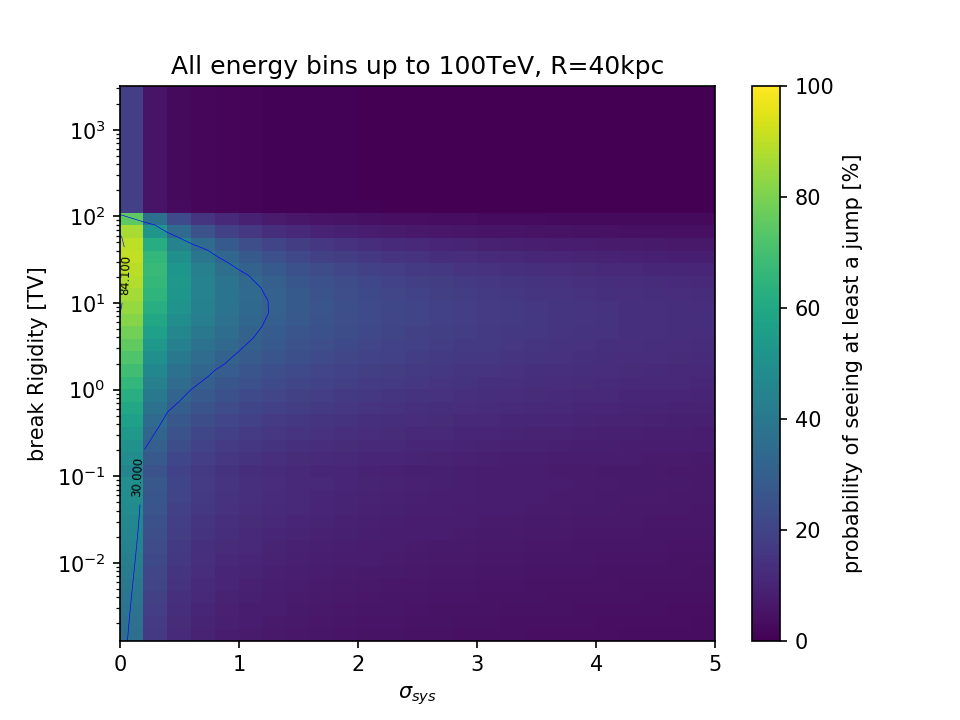 All energy bins up to 100TeV, R=40kpc
100
10³
80
10²
84.100
60
10¹
break Rigidity [TV]
probability of seeing at least a jump [%]
10⁰
40
30.000
10⁻¹
20
10⁻²
0
0 1 2 3 4 5
σ_sys